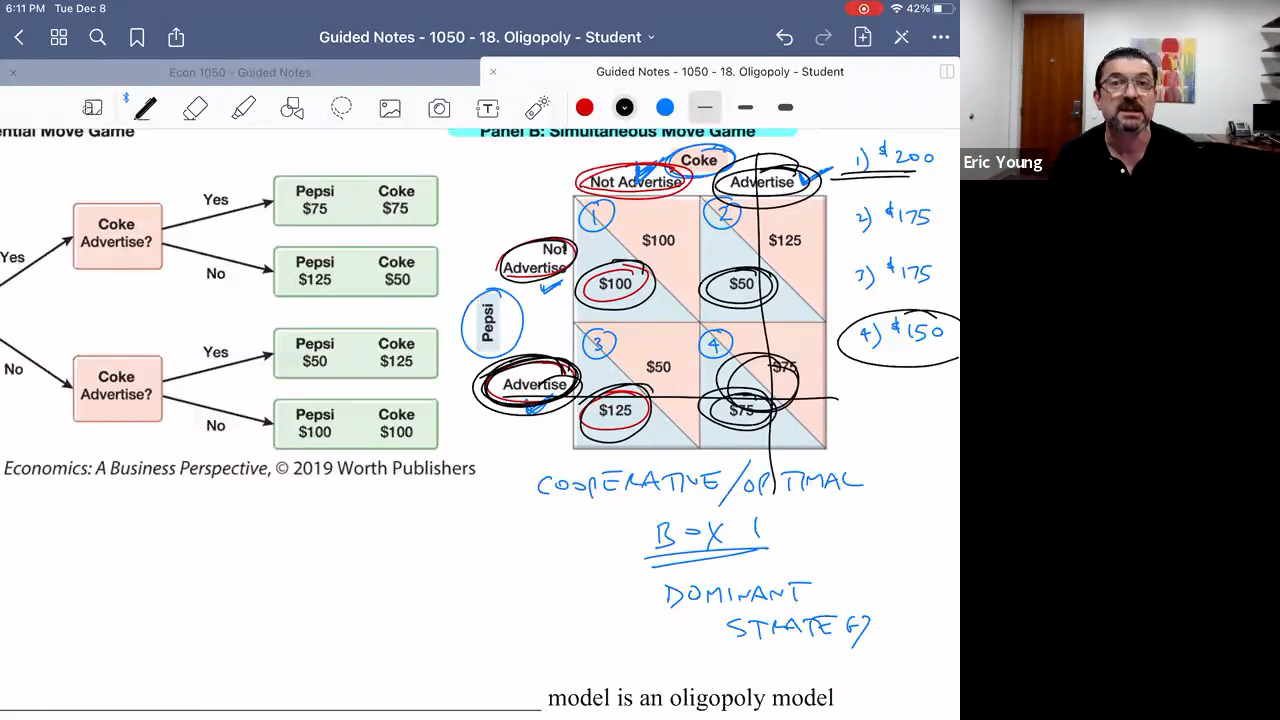 6:11 PM Tue Dec 8
42%
Guided Notes - 1050 - 18. Oligopoly - Student
Econ 1050 - Guided Notes
Guided Notes - 1050 - 18. Oligopoly - Student
ential Move Game
Panel B: Simultaneous Move Game
Coke
Not Advertise
Advertise
Yes
Coke
Advertise?
Yes
Pepsi Coke
$75 $75
No
Pepsi Coke
$125 $50
No
Coke
Advertise?
Yes
Pepsi Coke
$50 $125
No
Pepsi Coke
$100 $100
Pepsi
Not
Advertise
Advertise
1
$100
$100
2
$125
$50
3
$50
$125
4
$75
$75
1) $200
2) $175
3) $175
4) $150
Economics: A Business Perspective, © 2019 Worth Publishers
COOPERATIVE/OPTIMAL
BOX 1
DOMINANT
STRATEGY
model is an oligopoly model
Eric Young